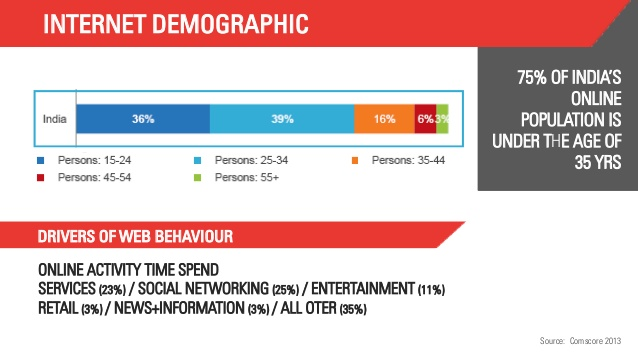 INTERNET DEMOGRAPHIC
75% OF INDIA'S
ONLINE
POPULATION IS
UNDER THE AGE OF
35 YRS
India 36% 39% 16% 6% 3%
Persons: 15-24 Persons: 25-34 Persons: 35-44
Persons: 45-54 Persons: 55+
DRIVERS OF WEB BEHAVIOUR
ONLINE ACTIVITY TIME SPEND
SERVICES (23%) / SOCIAL NETWORKING (25%) / ENTERTAINMENT (11%)
RETAIL (3%) / NEWS+INFORMATION (3%) / ALL OTER (35%)
Source: Comscore 2013